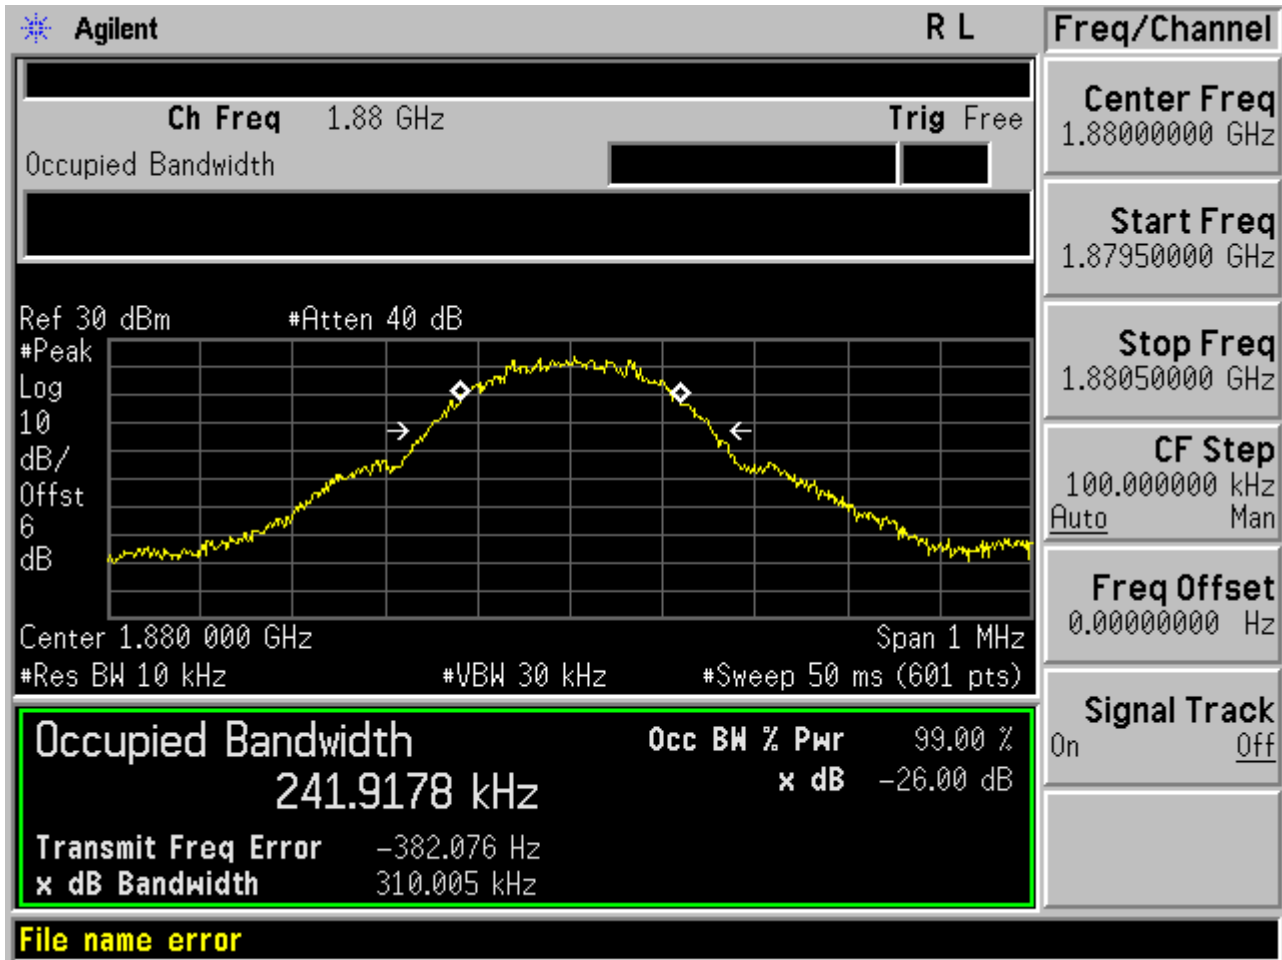 Agilent R L Freq/Channel
Ch Freq 1.88 GHz Trig Free
Occupied Bandwidth
Center Freq
1.88000000 GHz
Start Freq
1.87950000 GHz
Stop Freq
1.88050000 GHz
CF Step
100.000000 kHz
Auto Man
Freq Offset
0.00000000 Hz
Signal Track
On Off
Ref 30 dBm #Atten 40 dB
#Peak
Log
10
dB/
Offst
6
dB
Center 1.880 000 GHz Span 1 MHz
#Res BW 10 kHz #VBW 30 kHz #Sweep 50 ms (601 pts)
Occupied Bandwidth
241.9178 kHz
Occ BW % Pwr 99.00 %
x dB -26.00 dB
Transmit Freq Error -382.076 Hz
x dB Bandwidth 310.005 kHz
File name error